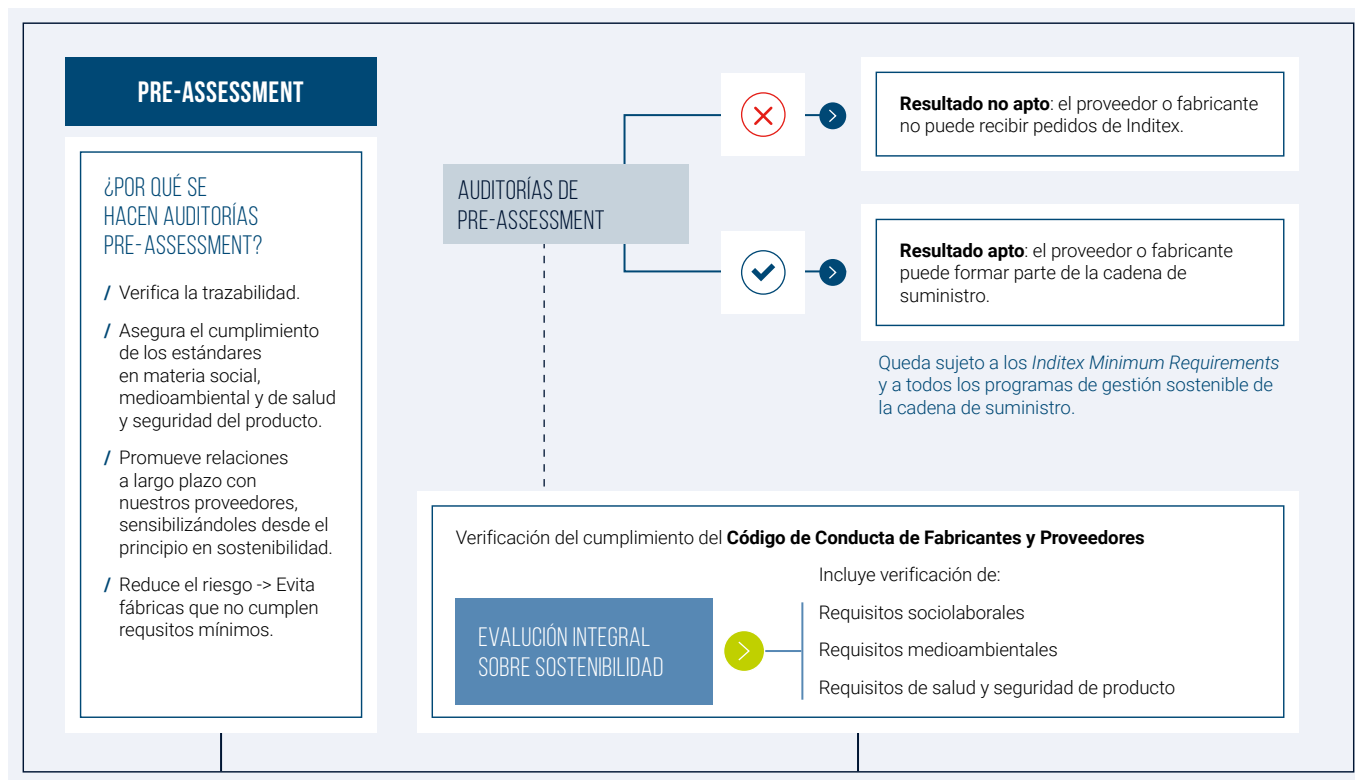 PRE-ASSESSMENT
¿POR QUÉ SE
HACEN AUDITORÍAS
PRE-ASSESSMENT?
/ Verifica la trazabilidad.
/ Asegura el cumplimiento
de los estándares
en materia social,
medioambiental y de salud
y seguridad del producto.
/ Promueve relaciones
a largo plazo con
nuestros proveedores,
sensibilizándoles desde el
principio en sostenibilidad.
/ Reduce el riesgo -> Evita
fábricas que no cumplen
requsitos mínimos.
AUDITORÍAS DE
PRE-ASSESSMENT
Resultado no apto: el proveedor o fabricante
no puede recibir pedidos de Inditex.
Resultado apto: el proveedor o fabricante
puede formar parte de la cadena de
suministro.
Queda sujeto a los Inditex Minimum Requirements
y a todos los programas de gestión sostenible de
la cadena de suministro.
Verificación del cumplimiento del Código de Conducta de Fabricantes y Proveedores
EVALUCIÓN INTEGRAL
SOBRE SOSTENIBILIDAD
Incluye verificación de:
Requisitos sociolaborales
Requisitos medioambientales
Requisitos de salud y seguridad de producto